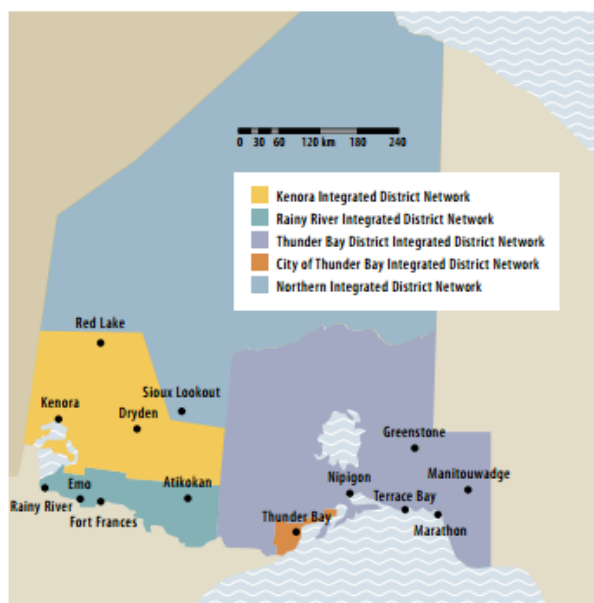 0 30 60 120 km 180 240
Kenora Integrated District Network
Rainy River Integrated District Network
Thunder Bay District Integrated District Network
City of Thunder Bay Integrated District Network
Northern Integrated District Network
Red Lake
Sioux Lookout
Kenora
Dryden
Greenstone
Emo
Atikokan
Nipigon
Manitouwadge
Rainy River
Terrace Bay
Fort Frances
Thunder Bay
Marathon